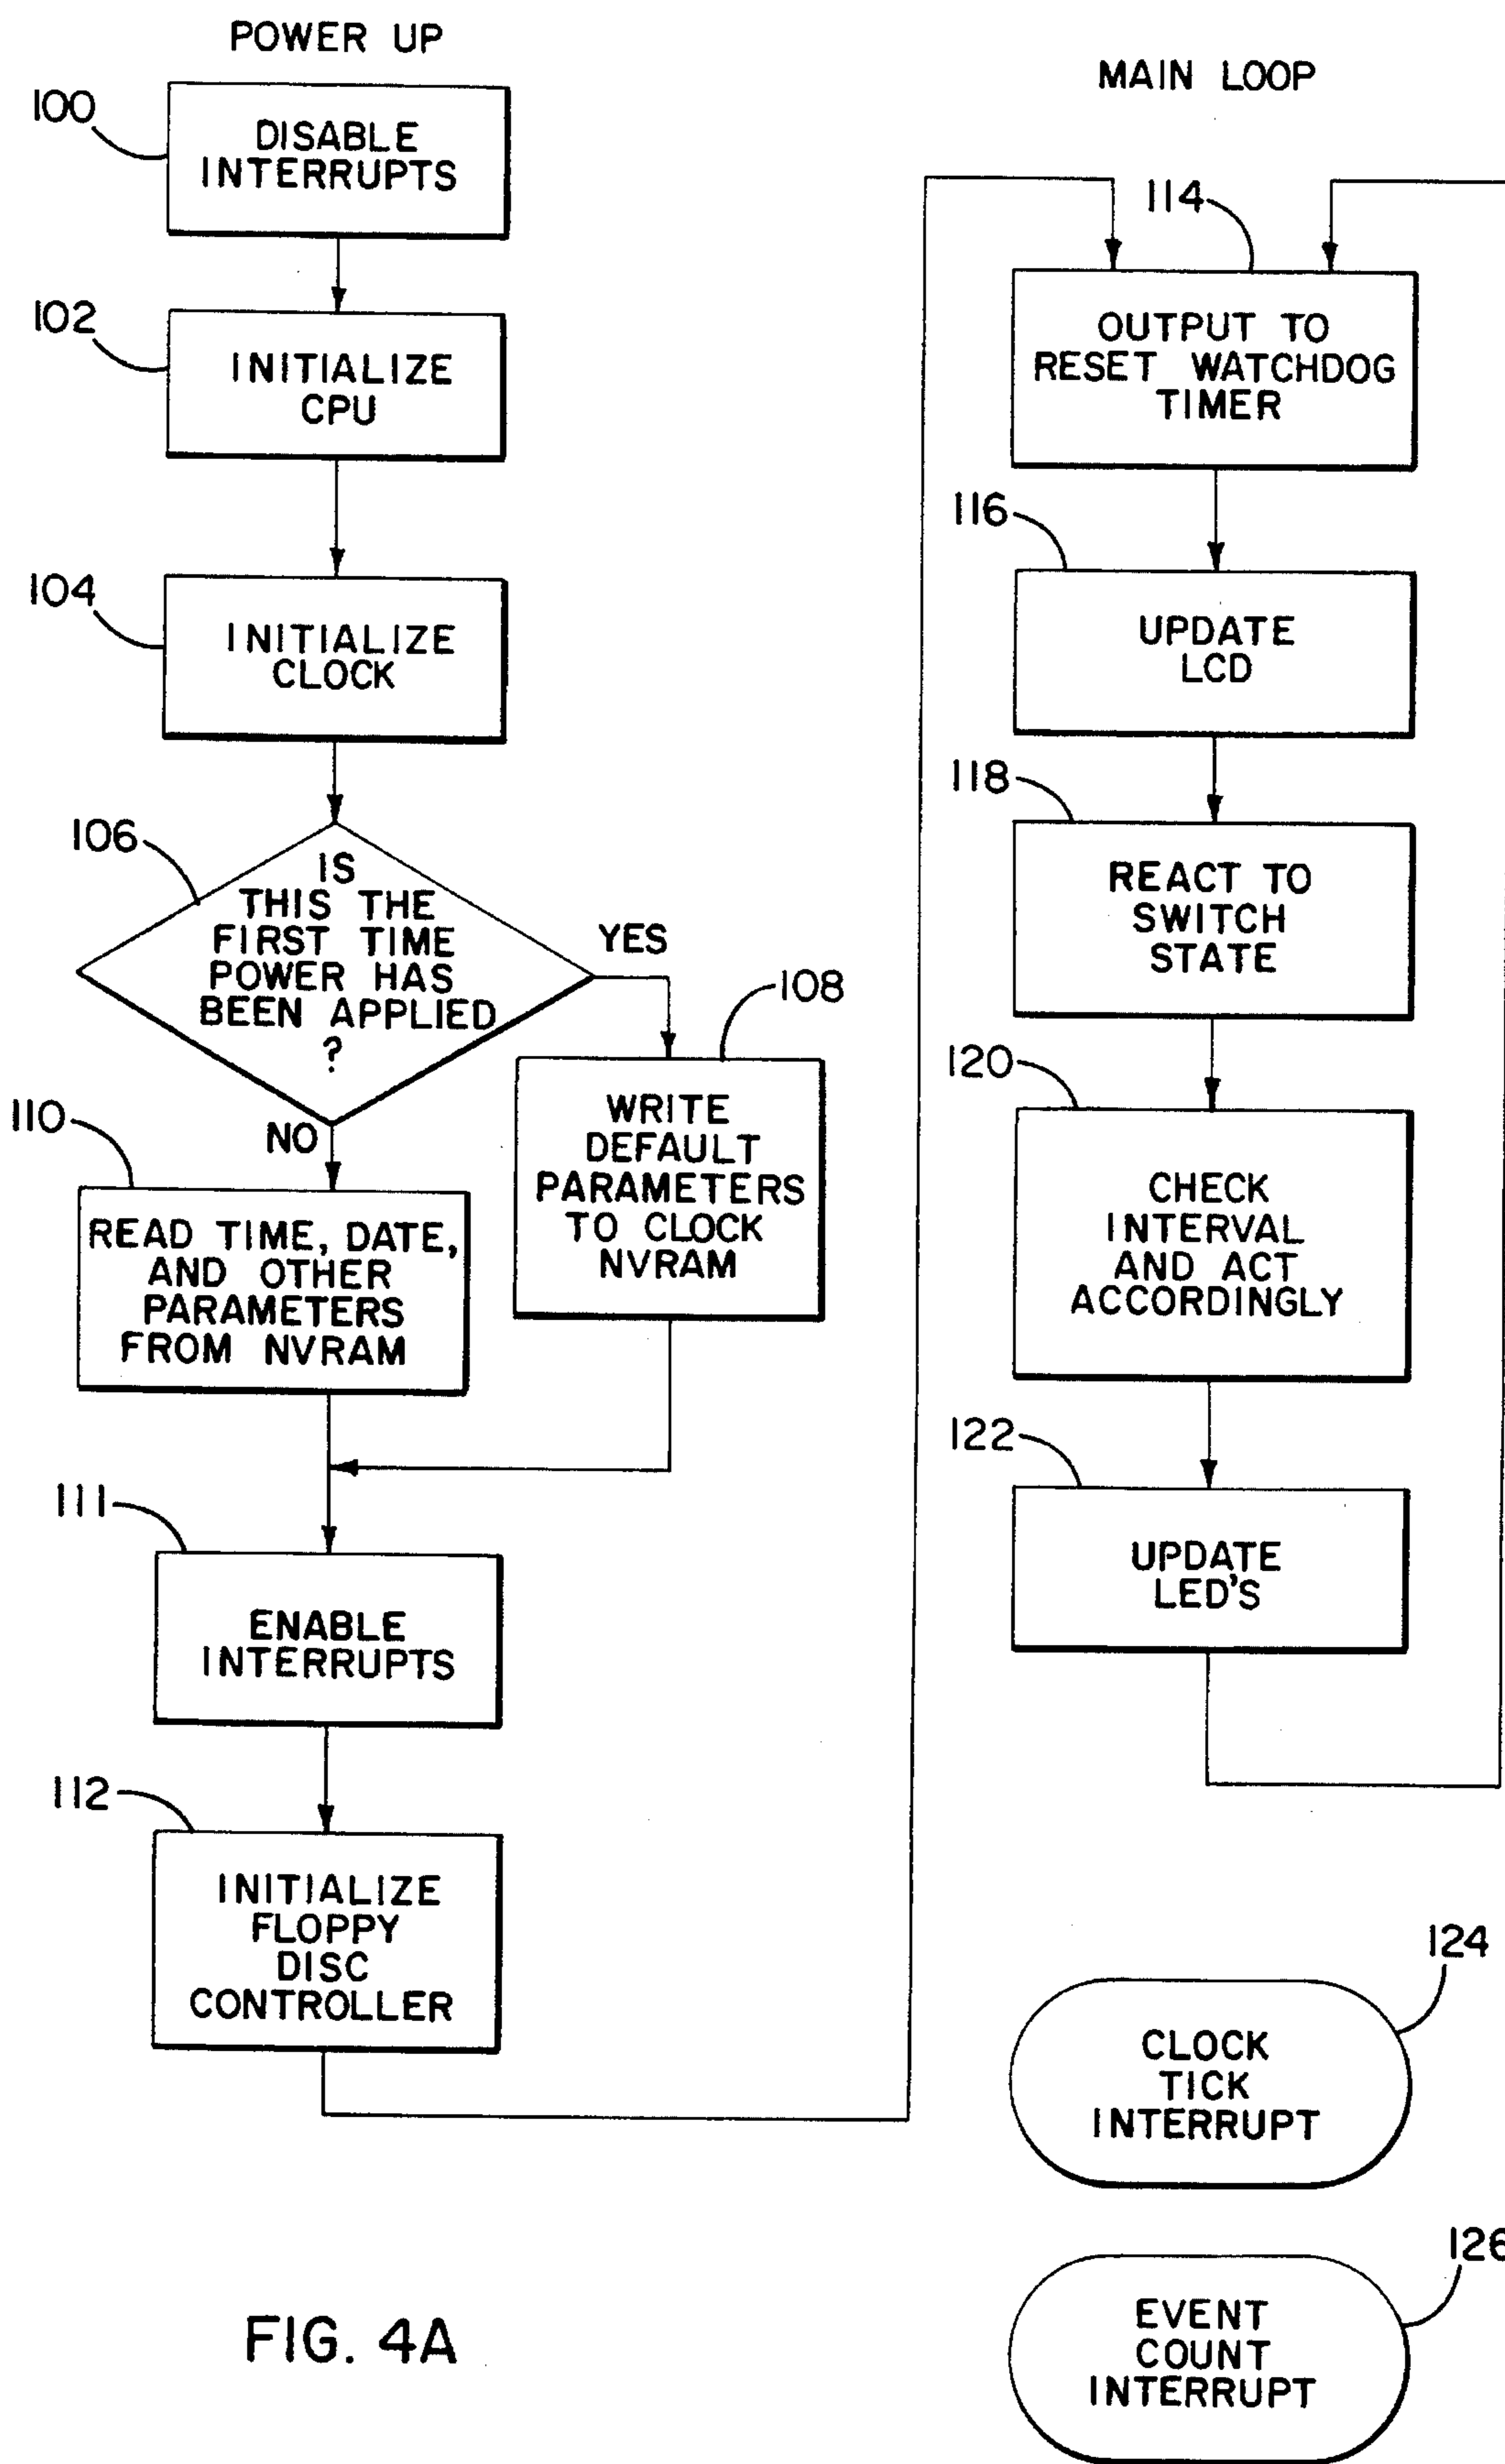 POWER UP
100
DISABLE
INTERRUPTS
102
INITIALIZE
CPU
104
INITIALIZE
CLOCK
106
IS
THIS THE
FIRST TIME
POWER HAS
BEEN APPLIED
?
YES
NO
108
WRITE
DEFAULT
PARAMETERS
TO CLOCK
NVRAM
110
READ TIME, DATE,
AND OTHER
PARAMETERS
FROM NVRAM
111
ENABLE
INTERRUPTS
112
INITIALIZE
FLOPPY
DISC
CONTROLLER
MAIN LOOP
114
OUTPUT TO
RESET WATCHDOG
TIMER
116
UPDATE
LCD
118
REACT TO
SWITCH
STATE
120
CHECK
INTERVAL
AND ACT
ACCORDINGLY
122
UPDATE
LED'S
124
CLOCK
TICK
INTERRUPT
126
EVENT
COUNT
INTERRUPT
FIG. 4A